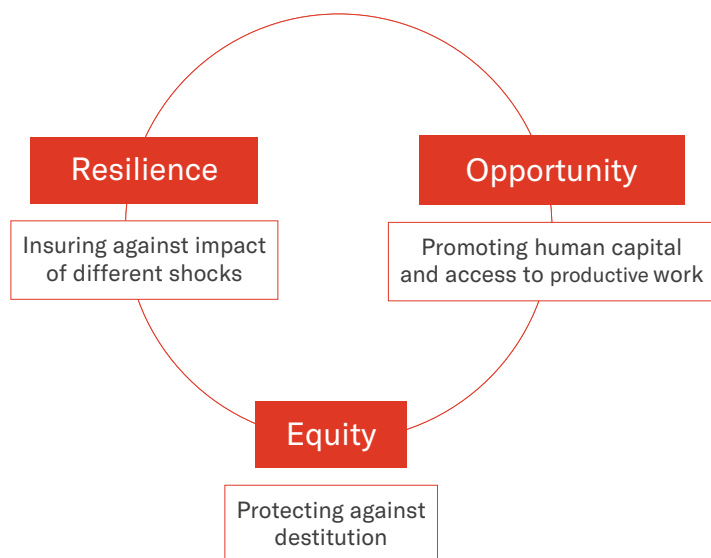 Resilience
Insuring against impact
of different shocks
Opportunity
Promoting human capital
and access to productive work
Equity
Protecting against
destitution